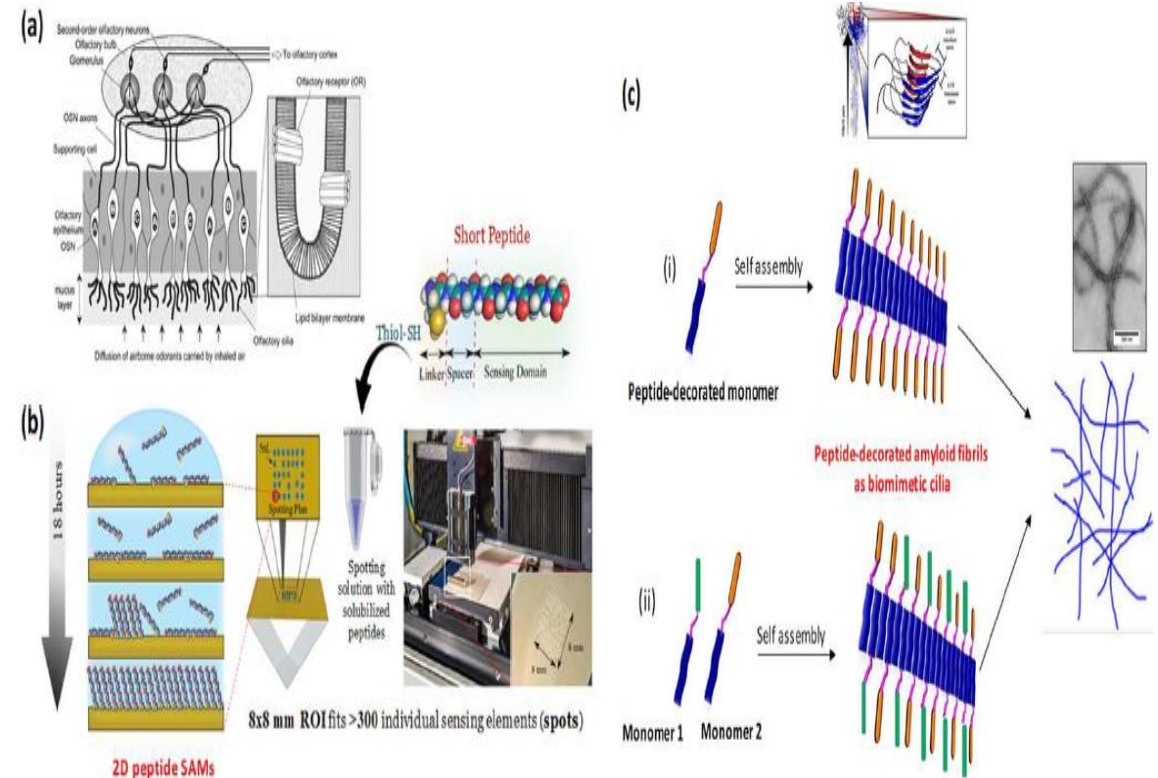 (a)
Second-order olfactory neurons
Olfactory bulb
Glomerulus
To olfactory cortex
Olfactory receptor (OR)
OSN axons
Supporting cell
Olfactory
epithelium
OSN
mucus
layer
Lipid bilayer membrane
Olfactory cilia
Diffusion of airborne odorants carried by inhaled air
Short Peptide
Thiol-SH
Linker Spacer Sensing Domain
(b)
18 hours
Spotting Plan
Spotting
solution with
solubilized
peptides
8 mm
8 mm
8x8 mm ROI fits >300 individual sensing elements (spots)
2D peptide SAMs
(c)
(i)
Self assembly
Peptide-decorated monomer
Peptide-decorated amyloid fibrils
as biomimetic cilia
(ii)
Self assembly
Monomer 1 Monomer 2